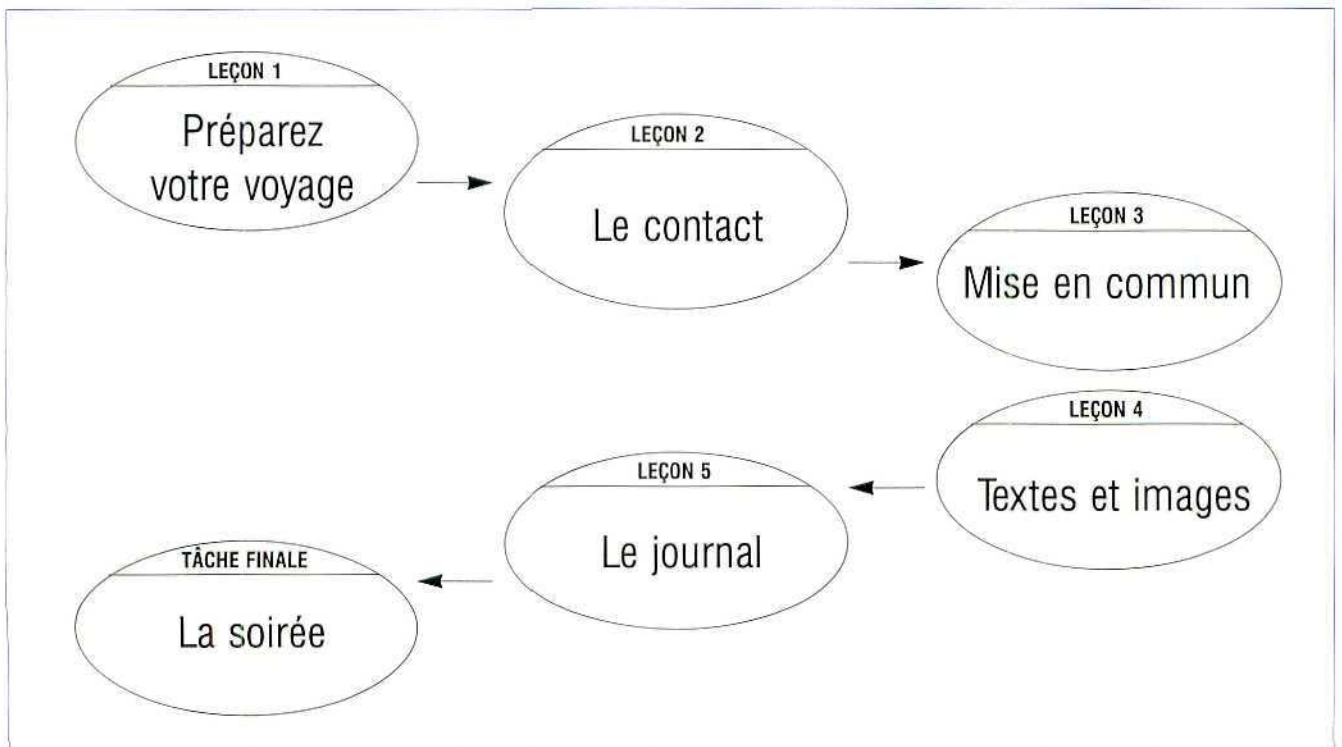 LEÇON 1
Préparez
votre voyage
LEÇON 2
Le contact
LEÇON 3
Mise en commun
LEÇON 4
Textes et images
LEÇON 5
Le journal
TÂCHE FINALE
La soirée